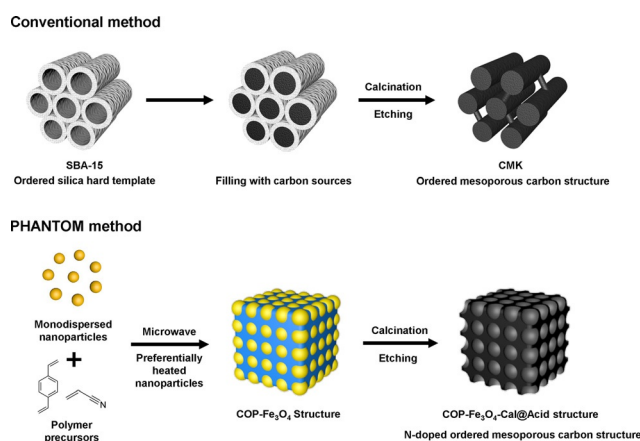 Conventional method
Calcination
Etching
SBA-15
Ordered silica hard template
Filling with carbon sources
CMK
Ordered mesoporous carbon structure
PHANTOM method
Monodispersed
nanoparticles
+
N
Polymer
precursors
Microwave
Preferentially
heated
nanoparticles
COP-Fe₃O₄ Structure
Calcination
Etching
COP-Fe₃O₄-Cal@Acid structure
N-doped ordered mesoporous carbon structure